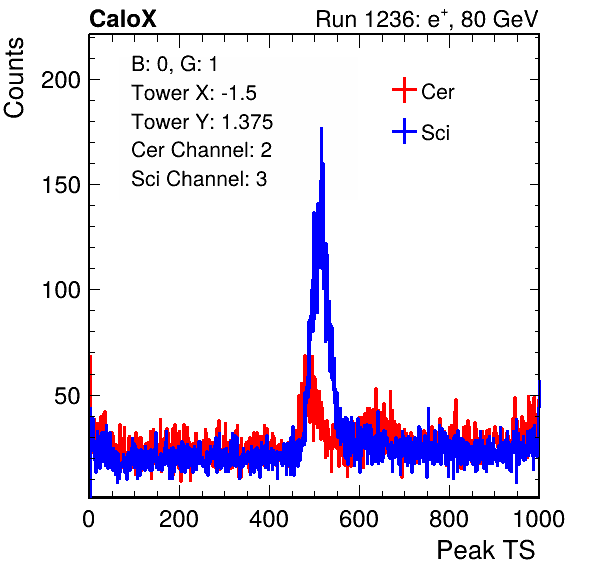 CaloX Run 1236: e⁺, 80 GeV
Counts
B: 0, G: 1
Tower X: -1.5
Tower Y: 1.375
Cer Channel: 2
Sci Channel: 3
Cer
Sci
200
150
100
50
0 200 400 600 800 1000
Peak TS